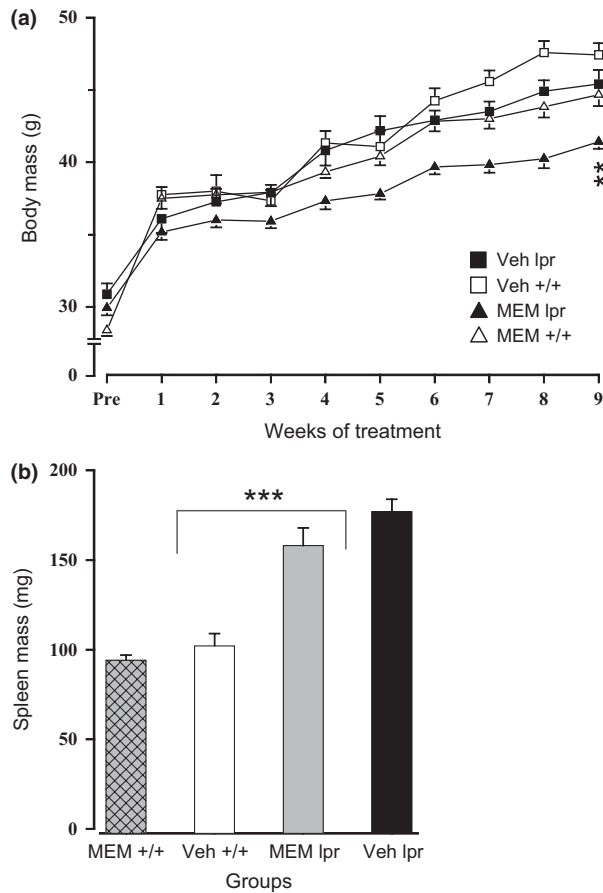 (a)
50
40
30
0
Body mass (g)
Veh lpr
Veh +/+
MEM lpr
MEM +/+
*
*
Pre 1 2 3 4 5 6 7 8 9
Weeks of treatment
(b)
200
150
100
50
0
Spleen mass (mg)
***
MEM +/+ Veh +/+ MEM lpr Veh lpr
Groups